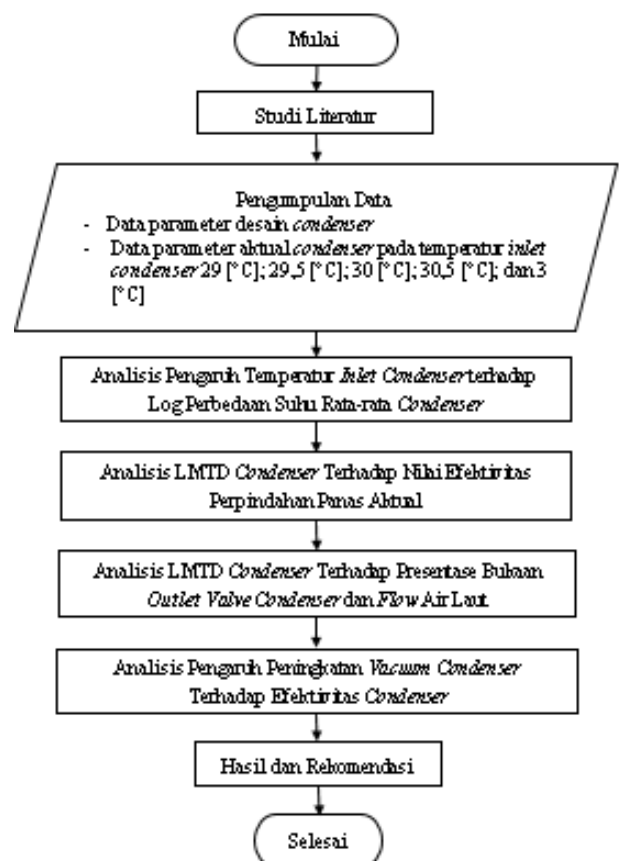 Mulai
Studi Literatur
Pengumpulan Data
- Data parameter desain condenser
- Data parameter aktual condenser pada temperatur inlet
condenser 29 [°C]; 29,5 [°C]; 30 [°C]; 30,5 [°C]; dan 3
[°C]
Analisis Pengaruh Temperatur Inlet Condenser terhadap
Log Perbedaan Suhu Rata-rata Condenser
Analisis LMTD Condenser Terhadap Nilai Efektivitas
Perpindahan Panas Aktual
Analisis LMTD Condenser Terhadap Presentase Bukaan
Outlet Valve Condenser dan Flow Air Laut
Analisis Pengaruh Peningkatan Vacuum Condenser
Terhadap Efektivitas Condenser
Hasil dan Rekomendasi
Selesai